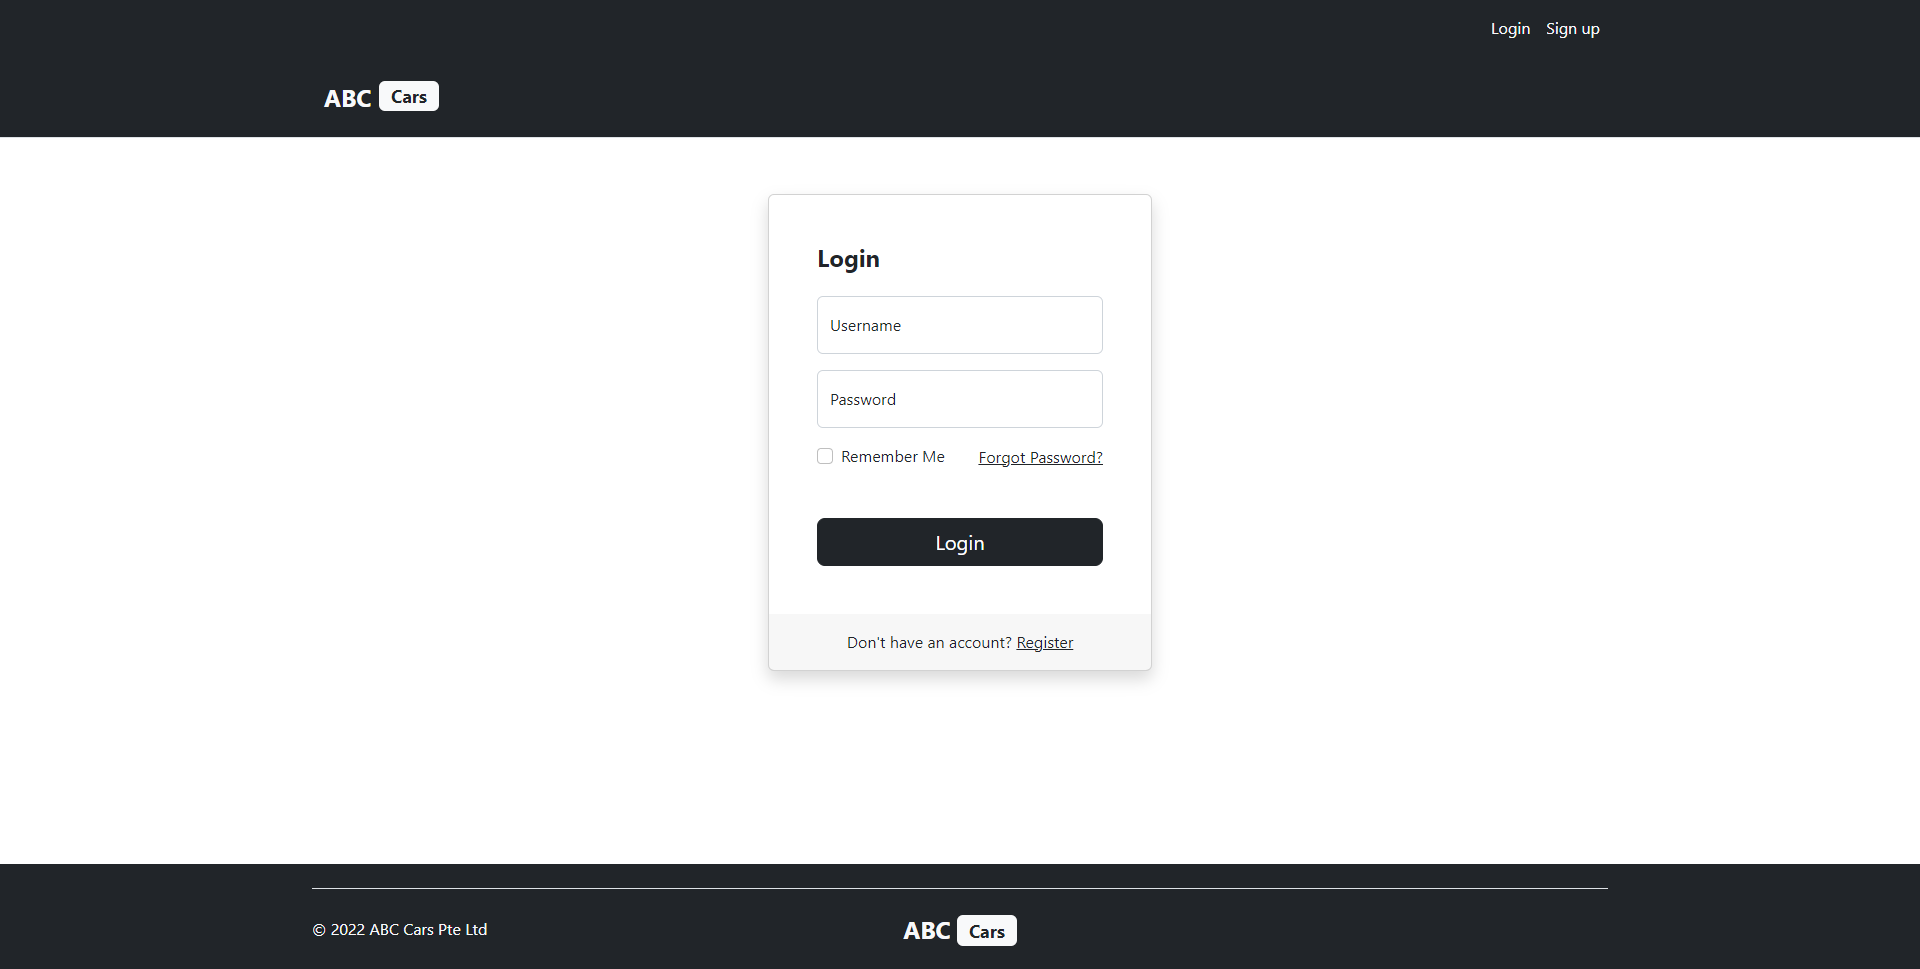 Login Sign up
ABC Cars
Login
Username
Password
Remember Me Forgot Password?
Login
Don't have an account? Register
© 2022 ABC Cars Pte Ltd
ABC Cars